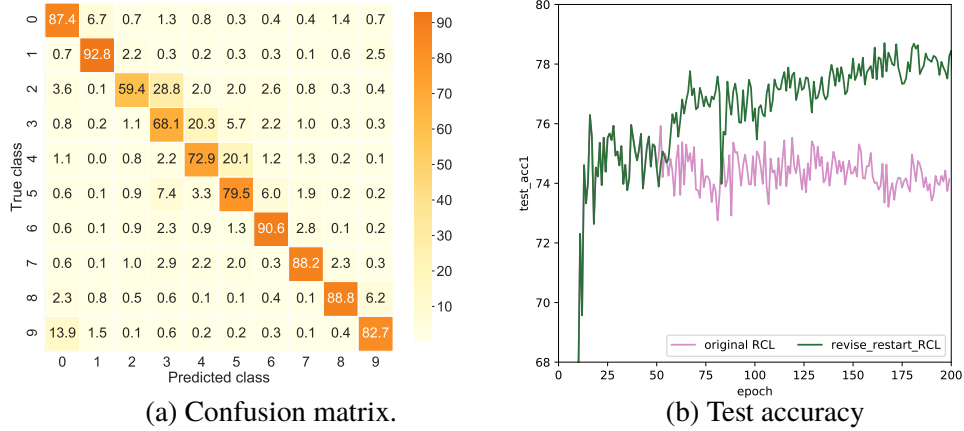 0 87.4 6.7 0.7 1.3 0.8 0.3 0.4 0.4 1.4 0.7
1 0.7 92.8 2.2 0.3 0.2 0.3 0.3 0.1 0.6 2.5
2 3.6 0.1 59.4 28.8 2.0 2.0 2.6 0.8 0.3 0.4
3 0.8 0.2 1.1 68.1 20.3 5.7 2.2 1.0 0.3 0.3
4 1.1 0.0 0.8 2.2 72.9 20.1 1.2 1.3 0.2 0.1
5 0.6 0.1 0.9 7.4 3.3 79.5 6.0 1.9 0.2 0.2
6 0.6 0.1 0.9 2.3 0.9 1.3 90.6 2.8 0.1 0.2
7 0.6 0.1 1.0 2.9 2.2 2.0 0.3 88.2 2.3 0.3
8 2.3 0.8 0.5 0.6 0.1 0.1 0.4 0.1 88.8 6.2
9 13.9 1.5 0.1 0.6 0.2 0.2 0.3 0.1 0.4 82.7
0 1 2 3 4 5 6 7 8 9
True class
Predicted class
90
80
70
60
50
40
30
20
10
(a) Confusion matrix.
80
78
76
74
72
70
68
test_acc1
original RCL
revise_restart_RCL
0 25 50 75 100 125 150 175 200
epoch
(b) Test accuracy